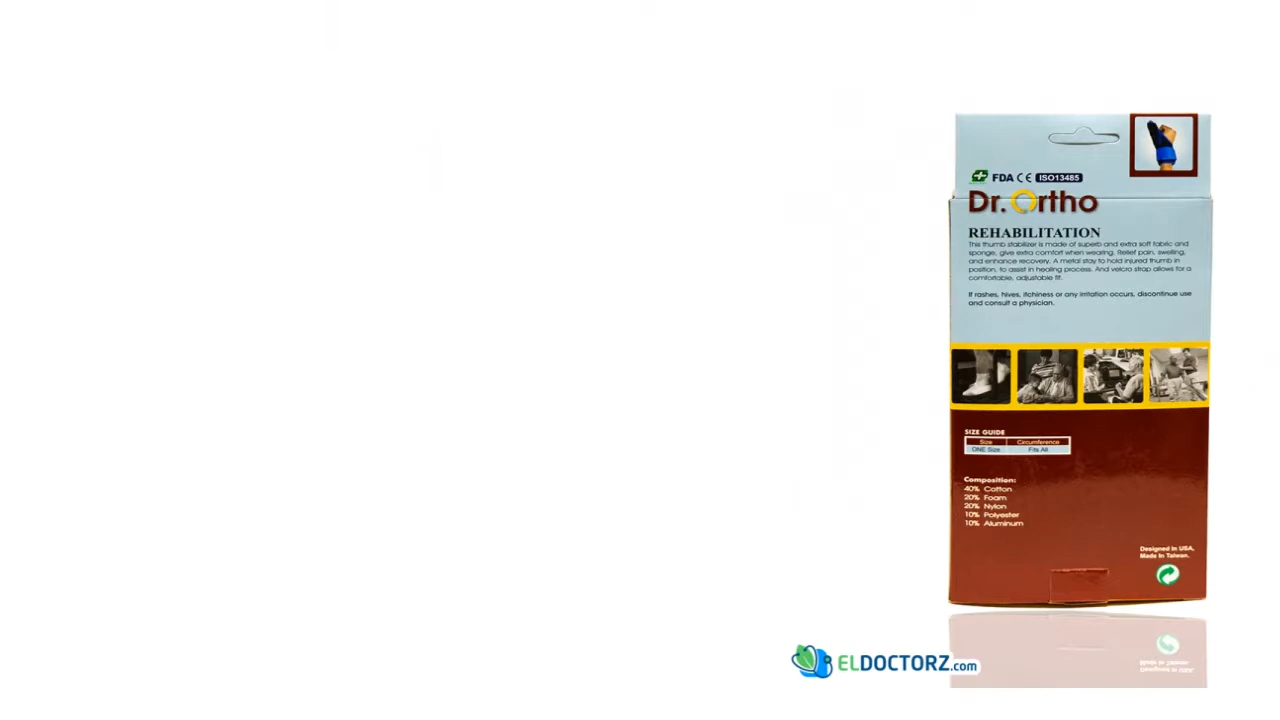 FDA CE ISO13485
Dr. Ortho
REHABILITATION
This thumb stabilizer is made of superb and extra soft fabric and
sponge, give extra comfort when wearing. Relief pain, swelling,
and enhance recovery. A metal stay to hold injured thumb in
position, to assist in healing process. And velcro strap allows for a
comfortable, adjustable fit.
If rashes, hives, itchiness or any irritation occurs, discontinue use
and consult a physician.
SIZE GUIDE
Size Circumference
ONE Size Fits All
Composition:
40% Cotton
20% Foam
20% Nylon
10% Polyester
10% Aluminum
Designed in USA,
Made in Taiwan.
ELDOCTORZ.com